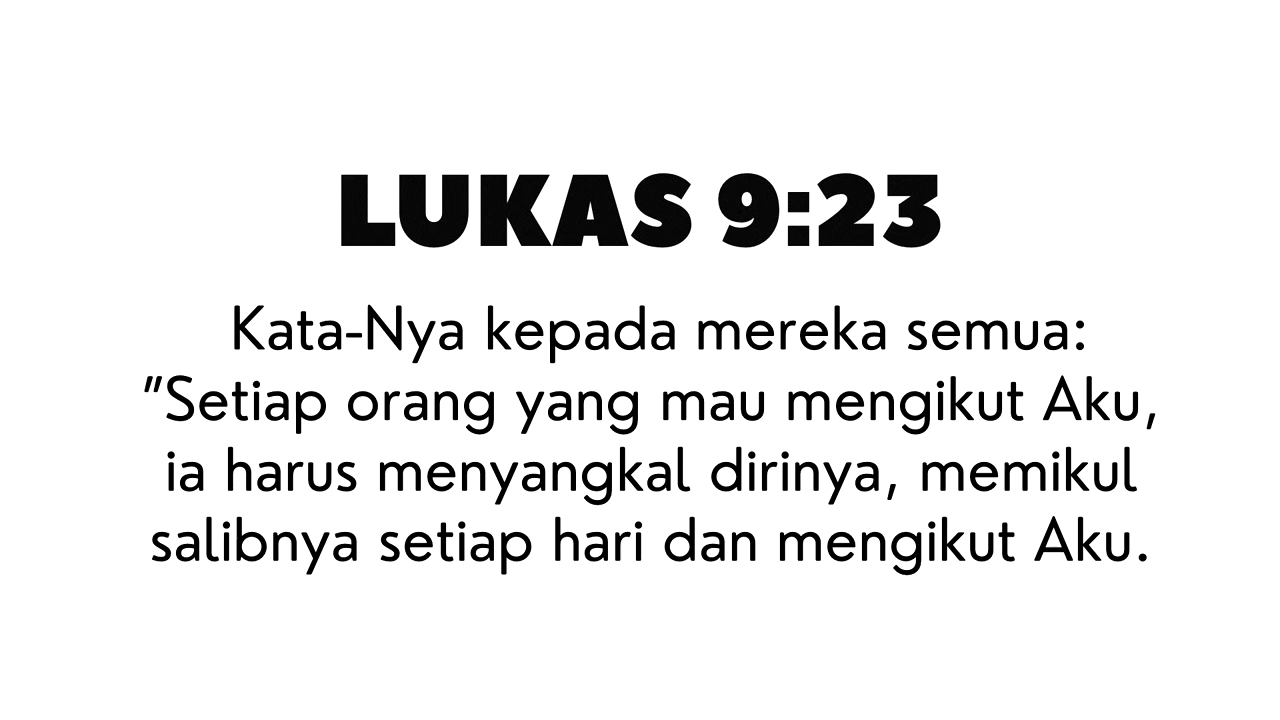 LUKAS 9:23
Kata-Nya kepada mereka semua:
"Setiap orang yang mau mengikut Aku,
ia harus menyangkal dirinya, memikul
salibnya setiap hari dan mengikut Aku.